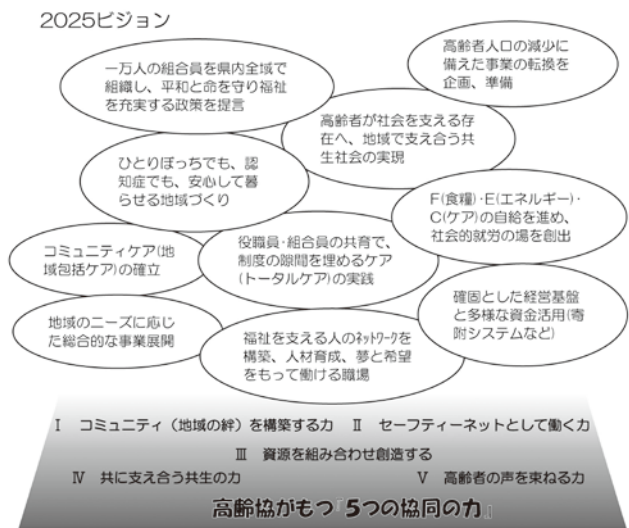 2025ビジョン
高齢者人口の減少に
備えた事業の転換を
企画、準備
一万人の組合員を県内全域で
組織し、平和と命を守り福祉
を充実する政策を提言
高齢者が社会を支える存
在へ、地域で支え合う共
生社会の実現
ひとりぼっちでも、認
知症でも、安心して暮
らせる地域づくり
F(食糧)・E(エネルギー)・
C(ケア)の自給を進め、
社会的就労の場を創出
コミュニティケア(地
域包括ケア)の確立
役職員・組合員の共育で、
制度の隙間を埋めるケア
(トータルケア)の実践
確固とした経営基盤
と多様な資金活用(寄
附システムなど)
地域のニーズに応じ
た総合的な事業展開
福祉を支える人のネットワークを
構築、人材育成、夢と希望
をもって働ける職場
Ⅰ コミュニティ（地域の絆）を構築する力 Ⅱ セーフティーネットとして働く力
Ⅲ 資源を組み合わせ創造する
Ⅳ 共に支え合う共生の力 Ⅴ 高齢者の声を束ねる力
高齢協がもつ『5つの協同の力』